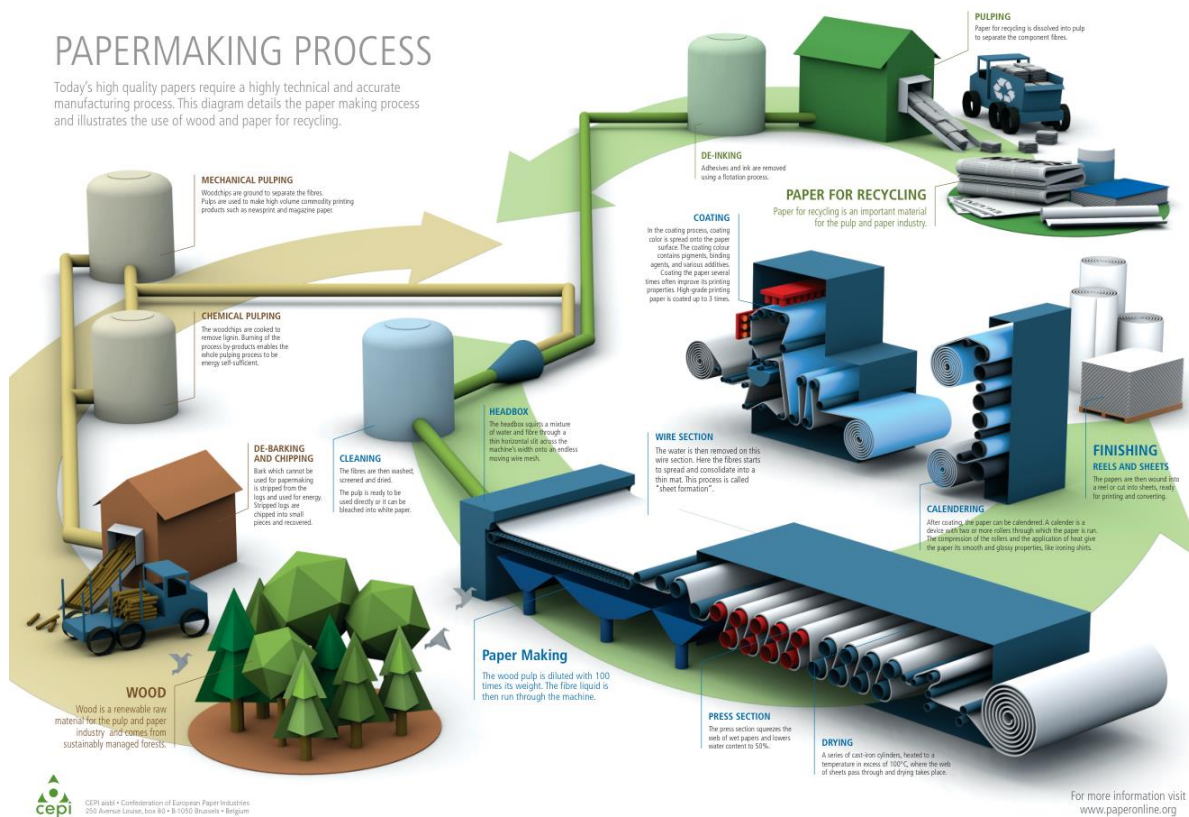 PAPERMAKING PROCESS
Today's high quality papers require a highly technical and accurate
manufacturing process. This diagram details the paper making process
and illustrates the use of wood and paper for recycling.
PULPING
Paper for recycling is dissolved into pulp
to separate the component fibres.
DE-INKING
Adhesives and ink are removed
using a flotation process.
PAPER FOR RECYCLING
Paper for recycling is an important material
for the pulp and paper industry.
MECHANICAL PULPING
Woodchips are ground to separate the fibres.
Pulps are used to make high volume commodity printing
products such as newsprint and magazine paper.
COATING
In the coating process, coating
color is spread onto the paper
surface. The coating colour
contains pigments, binding
agents, and various additives.
Coating the paper several
times often improve its printing
properties. High-grade printing
paper is coated up to 3 times.
CHEMICAL PULPING
The woodchips are cooked to
remove lignin. Burning of the
process by-products enables the
whole pulping process to be
energy self-sufficient.
HEADBOX
The headbox squirts a mixture
of water and fibre through a
thin horizontal slit across the
machine's width onto an endless
moving wire mesh.
WIRE SECTION
The water is then removed on this
wire section. Here the fibres starts
to spread and consolidate into a
thin mat. This process is called
"sheet formation".
DE-BARKING
AND CHIPPING
Bark which cannot be
used for papermaking
is stripped from the
logs and used for energy.
Stripped logs are
chipped into small
pieces and recovered.
CLEANING
The fibres are then washed,
screened and dried.
The pulp is ready to be
used directly or it can be
bleached into white paper.
FINISHING
REELS AND SHEETS
The papers are then wound into
a reel or cut into sheets, ready
for printing and converting.
CALENDERING
After coating, the paper can be calendered. A calender is a
device with two or more rollers through which the paper is run.
The compression of the rollers and the application of heat give
the paper its smooth and glossy properties, like ironing shirts.
Paper Making
The wood pulp is diluted with 100
times its weight. The fibre liquid is
then run through the machine.
WOOD
Wood is a renewable raw
material for the pulp and paper
industry and comes from
sustainably managed forests.
PRESS SECTION
The press section squeezes the
web of wet papers and lowers
water content to 50%.
DRYING
A series of cast-iron cylinders, heated to a
temperature in excess of 100°C, where the web
of sheets pass through and drying takes place.
cepi
CEPI aisbl • Confederation of European Paper Industries
250 Avenue Louise, box 80 • B-1050 Brussels • Belgium
For more information visit
www.paperonline.org